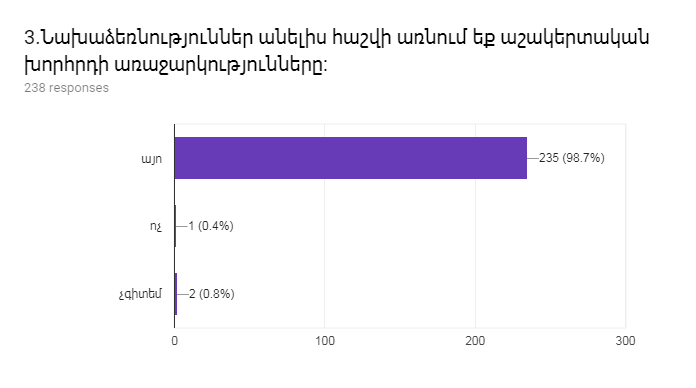 3.Նախաձեռնություններ անելիս հաշվի առնում եք աշակերտական
խորհրդի առաջարկությունները:
238 responses
այո
235 (98.7%)
ոչ
1 (0.4%)
չգիտեմ
2 (0.8%)
0 100 200 300